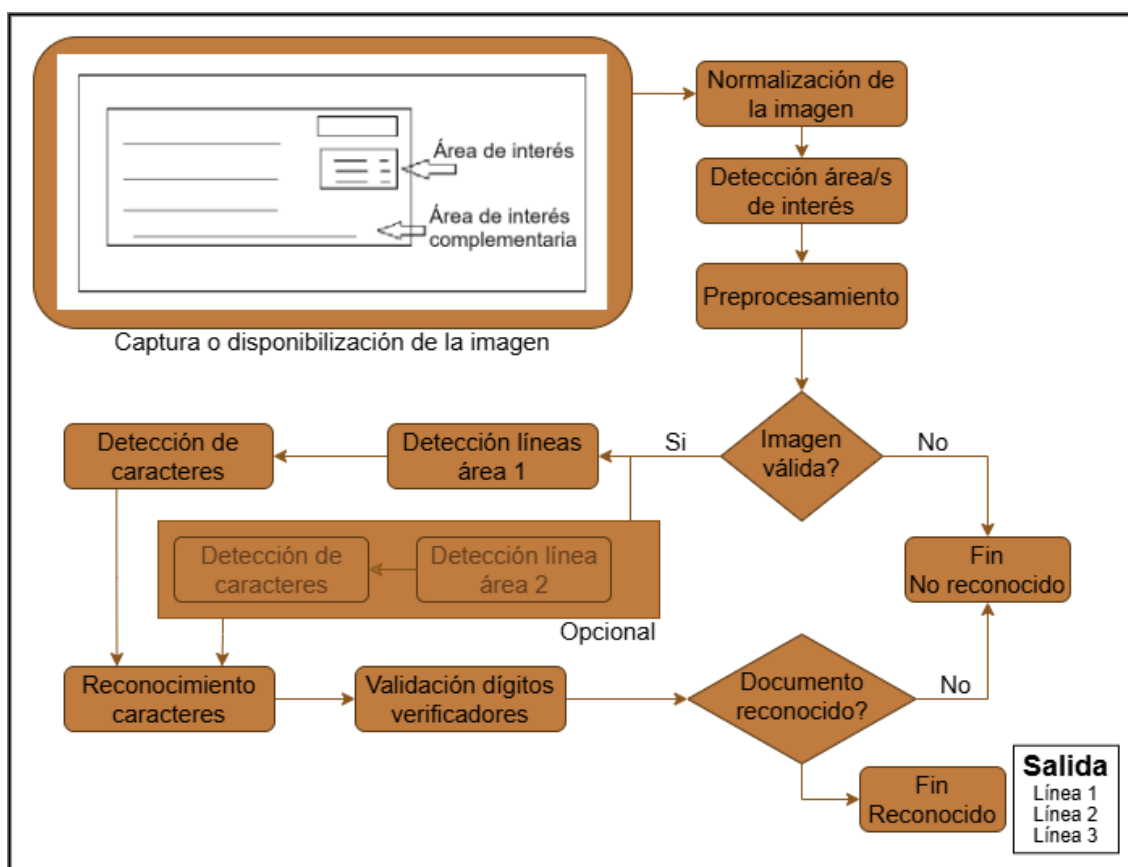 Área de interés
Área de interés
complementaria
Captura o disponibilización de la imagen
Normalización de
la imagen
Detección área/s
de interés
Preprocesamiento
Imagen
válida?
Si
No
Detección líneas
área 1
Detección de
caracteres
Detección línea
área 2
Detección de
caracteres
Opcional
Reconocimiento
caracteres
Validación dígitos
verificadores
Documento
reconocido?
No
Fin
No reconocido
Fin
Reconocido
Salida
Línea 1
Línea 2
Línea 3